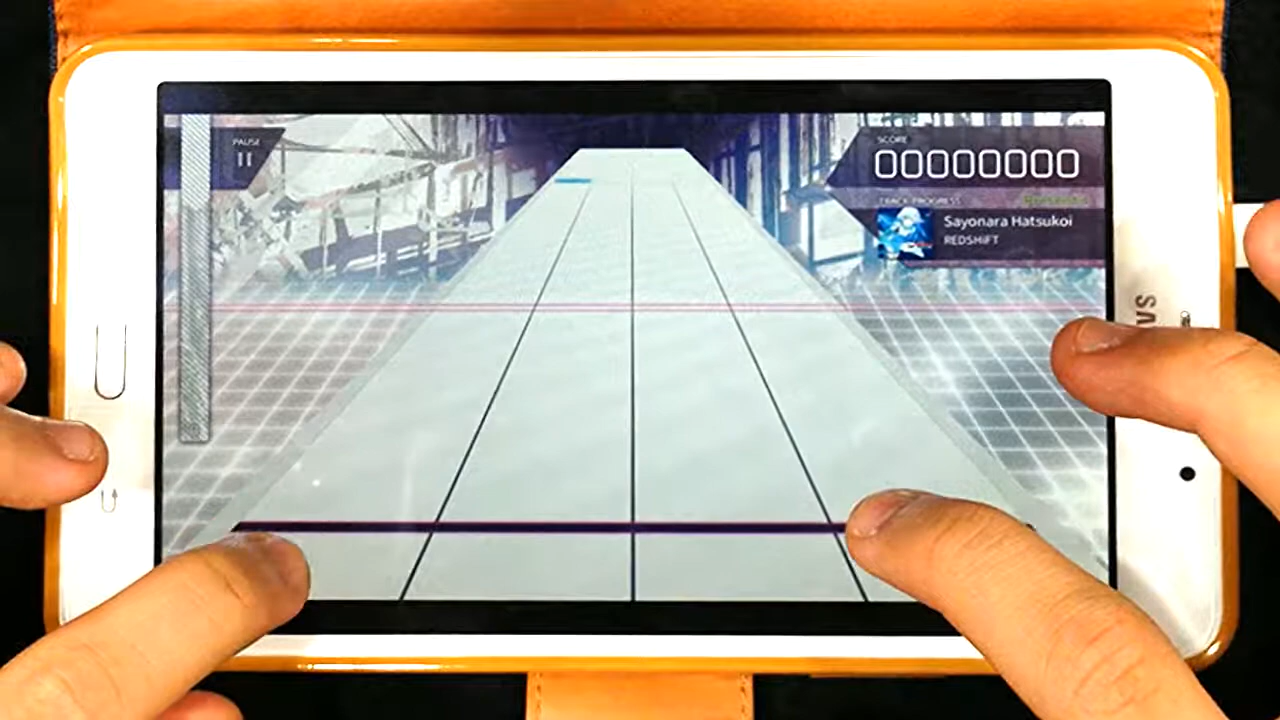 PAUSE
SCORE
00000000
TRACK PROGRESS
Sayonara Hatsukoi
REDSHiFT